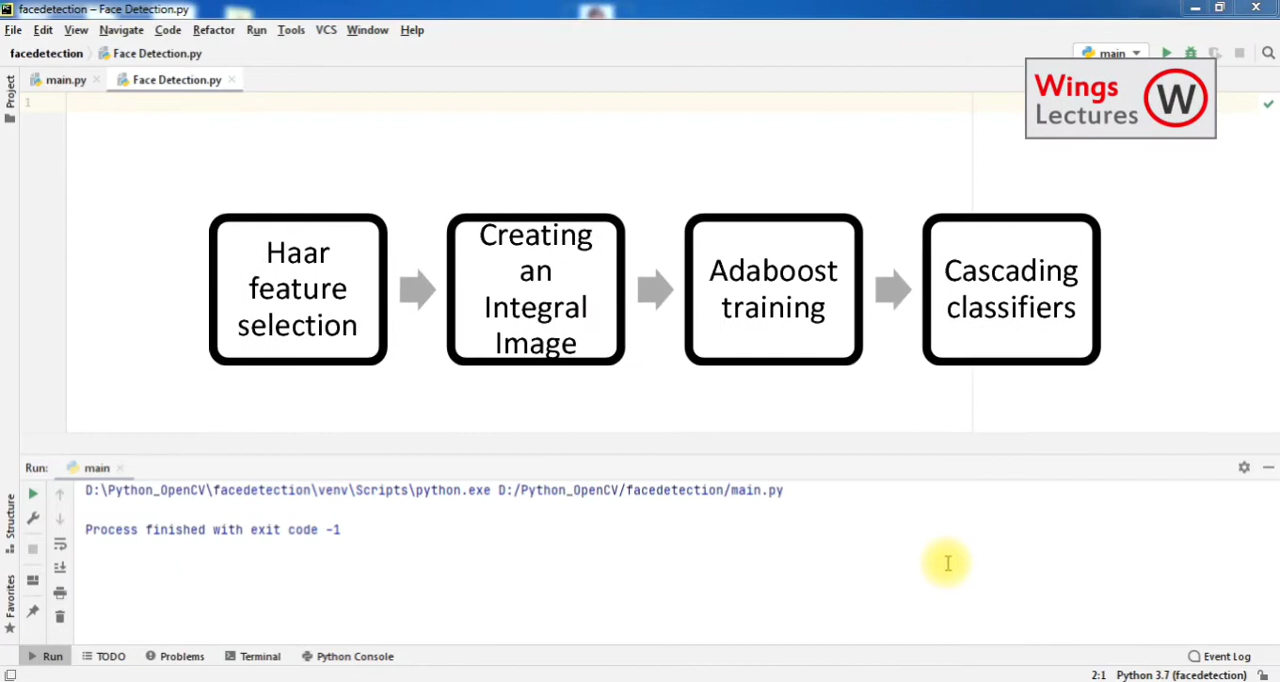 facedetection – Face Detection.py
File Edit View Navigate Code Refactor Run Tools VCS Window Help
facedetection Face Detection.py
main
main.py Face Detection.py
1
Wings
Lectures
W
Project
Haar
feature
selection
Creating
an
Integral
Image
Adaboost
training
Cascading
classifiers
Run: main
D:\Python_OpenCV\facedetection\venv\Scripts\python.exe D:/Python_OpenCV/facedetection/main.py
Process finished with exit code -1
Structure
Favorites
Run TODO Problems Terminal Python Console Event Log
2:1 Python 3.7 (facedetection)